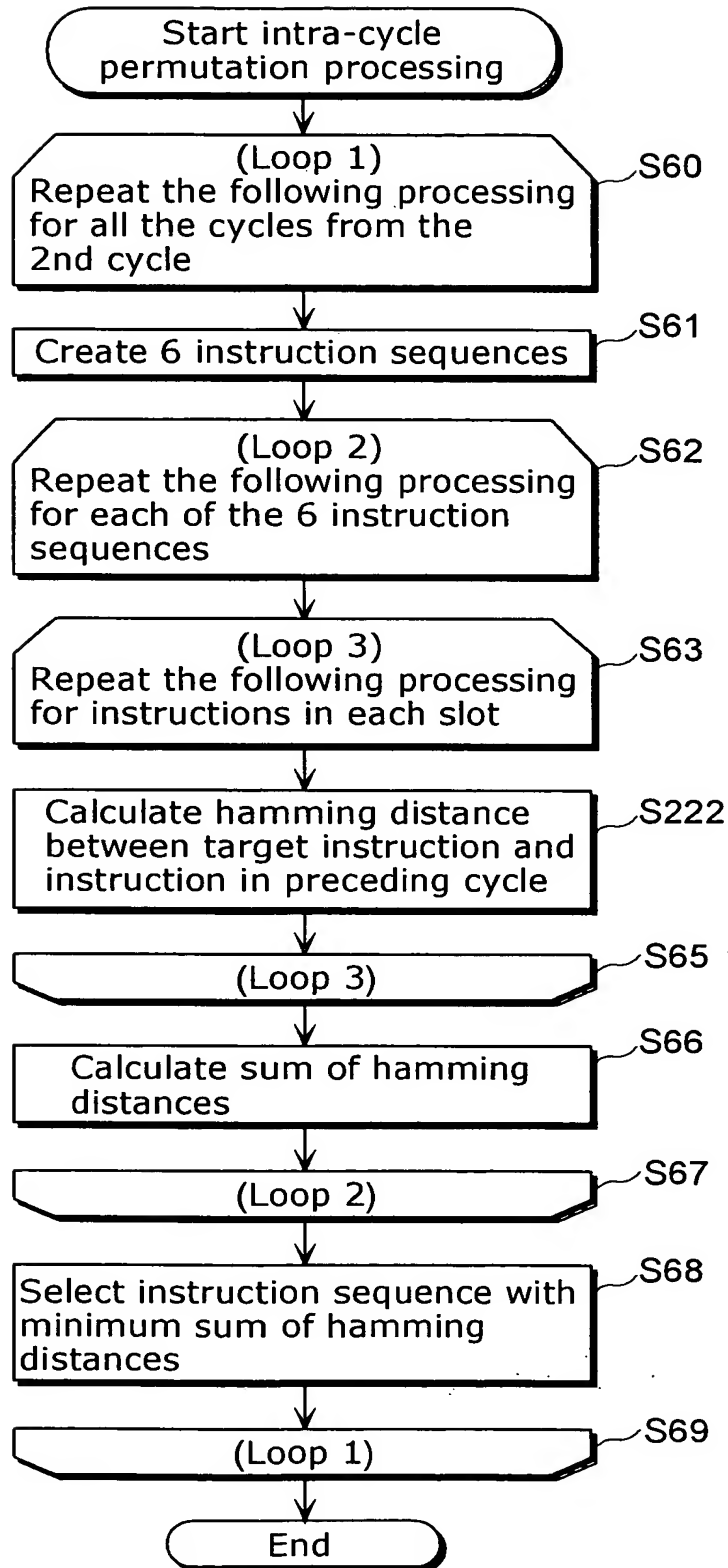 Start intra-cycle
permutation processing
(Loop 1)
Repeat the following processing
for all the cycles from the
2nd cycle
S60
Create 6 instruction sequences
S61
(Loop 2)
Repeat the following processing
for each of the 6 instruction
sequences
S62
(Loop 3)
Repeat the following processing
for instructions in each slot
S63
Calculate hamming distance
between target instruction and
instruction in preceding cycle
S222
(Loop 3)
S65
Calculate sum of hamming
distances
S66
(Loop 2)
S67
Select instruction sequence with
minimum sum of hamming
distances
S68
(Loop 1)
S69
End